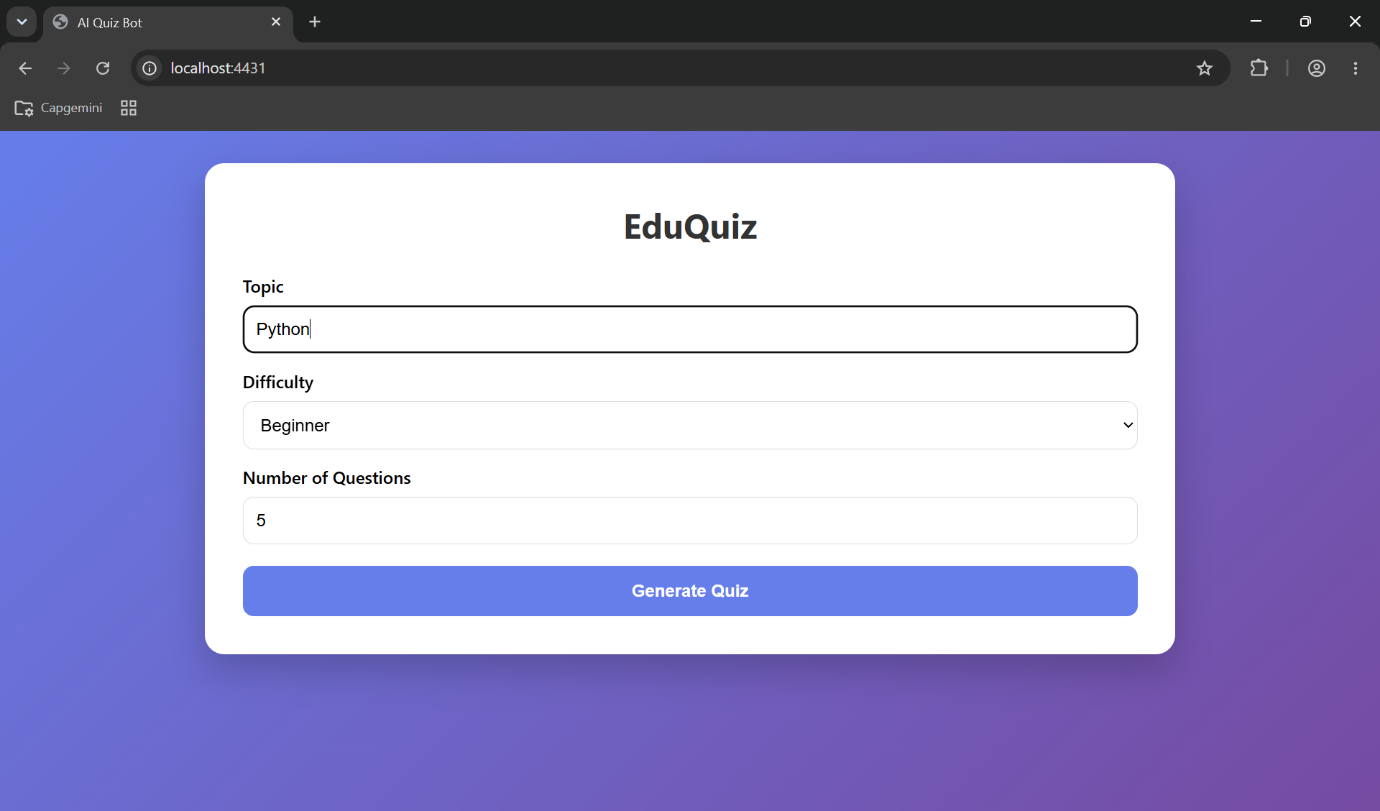 AI Quiz Bot
localhost:4431
Capgemini
EduQuiz
Topic
Python
Difficulty
Beginner
Number of Questions
5
Generate Quiz